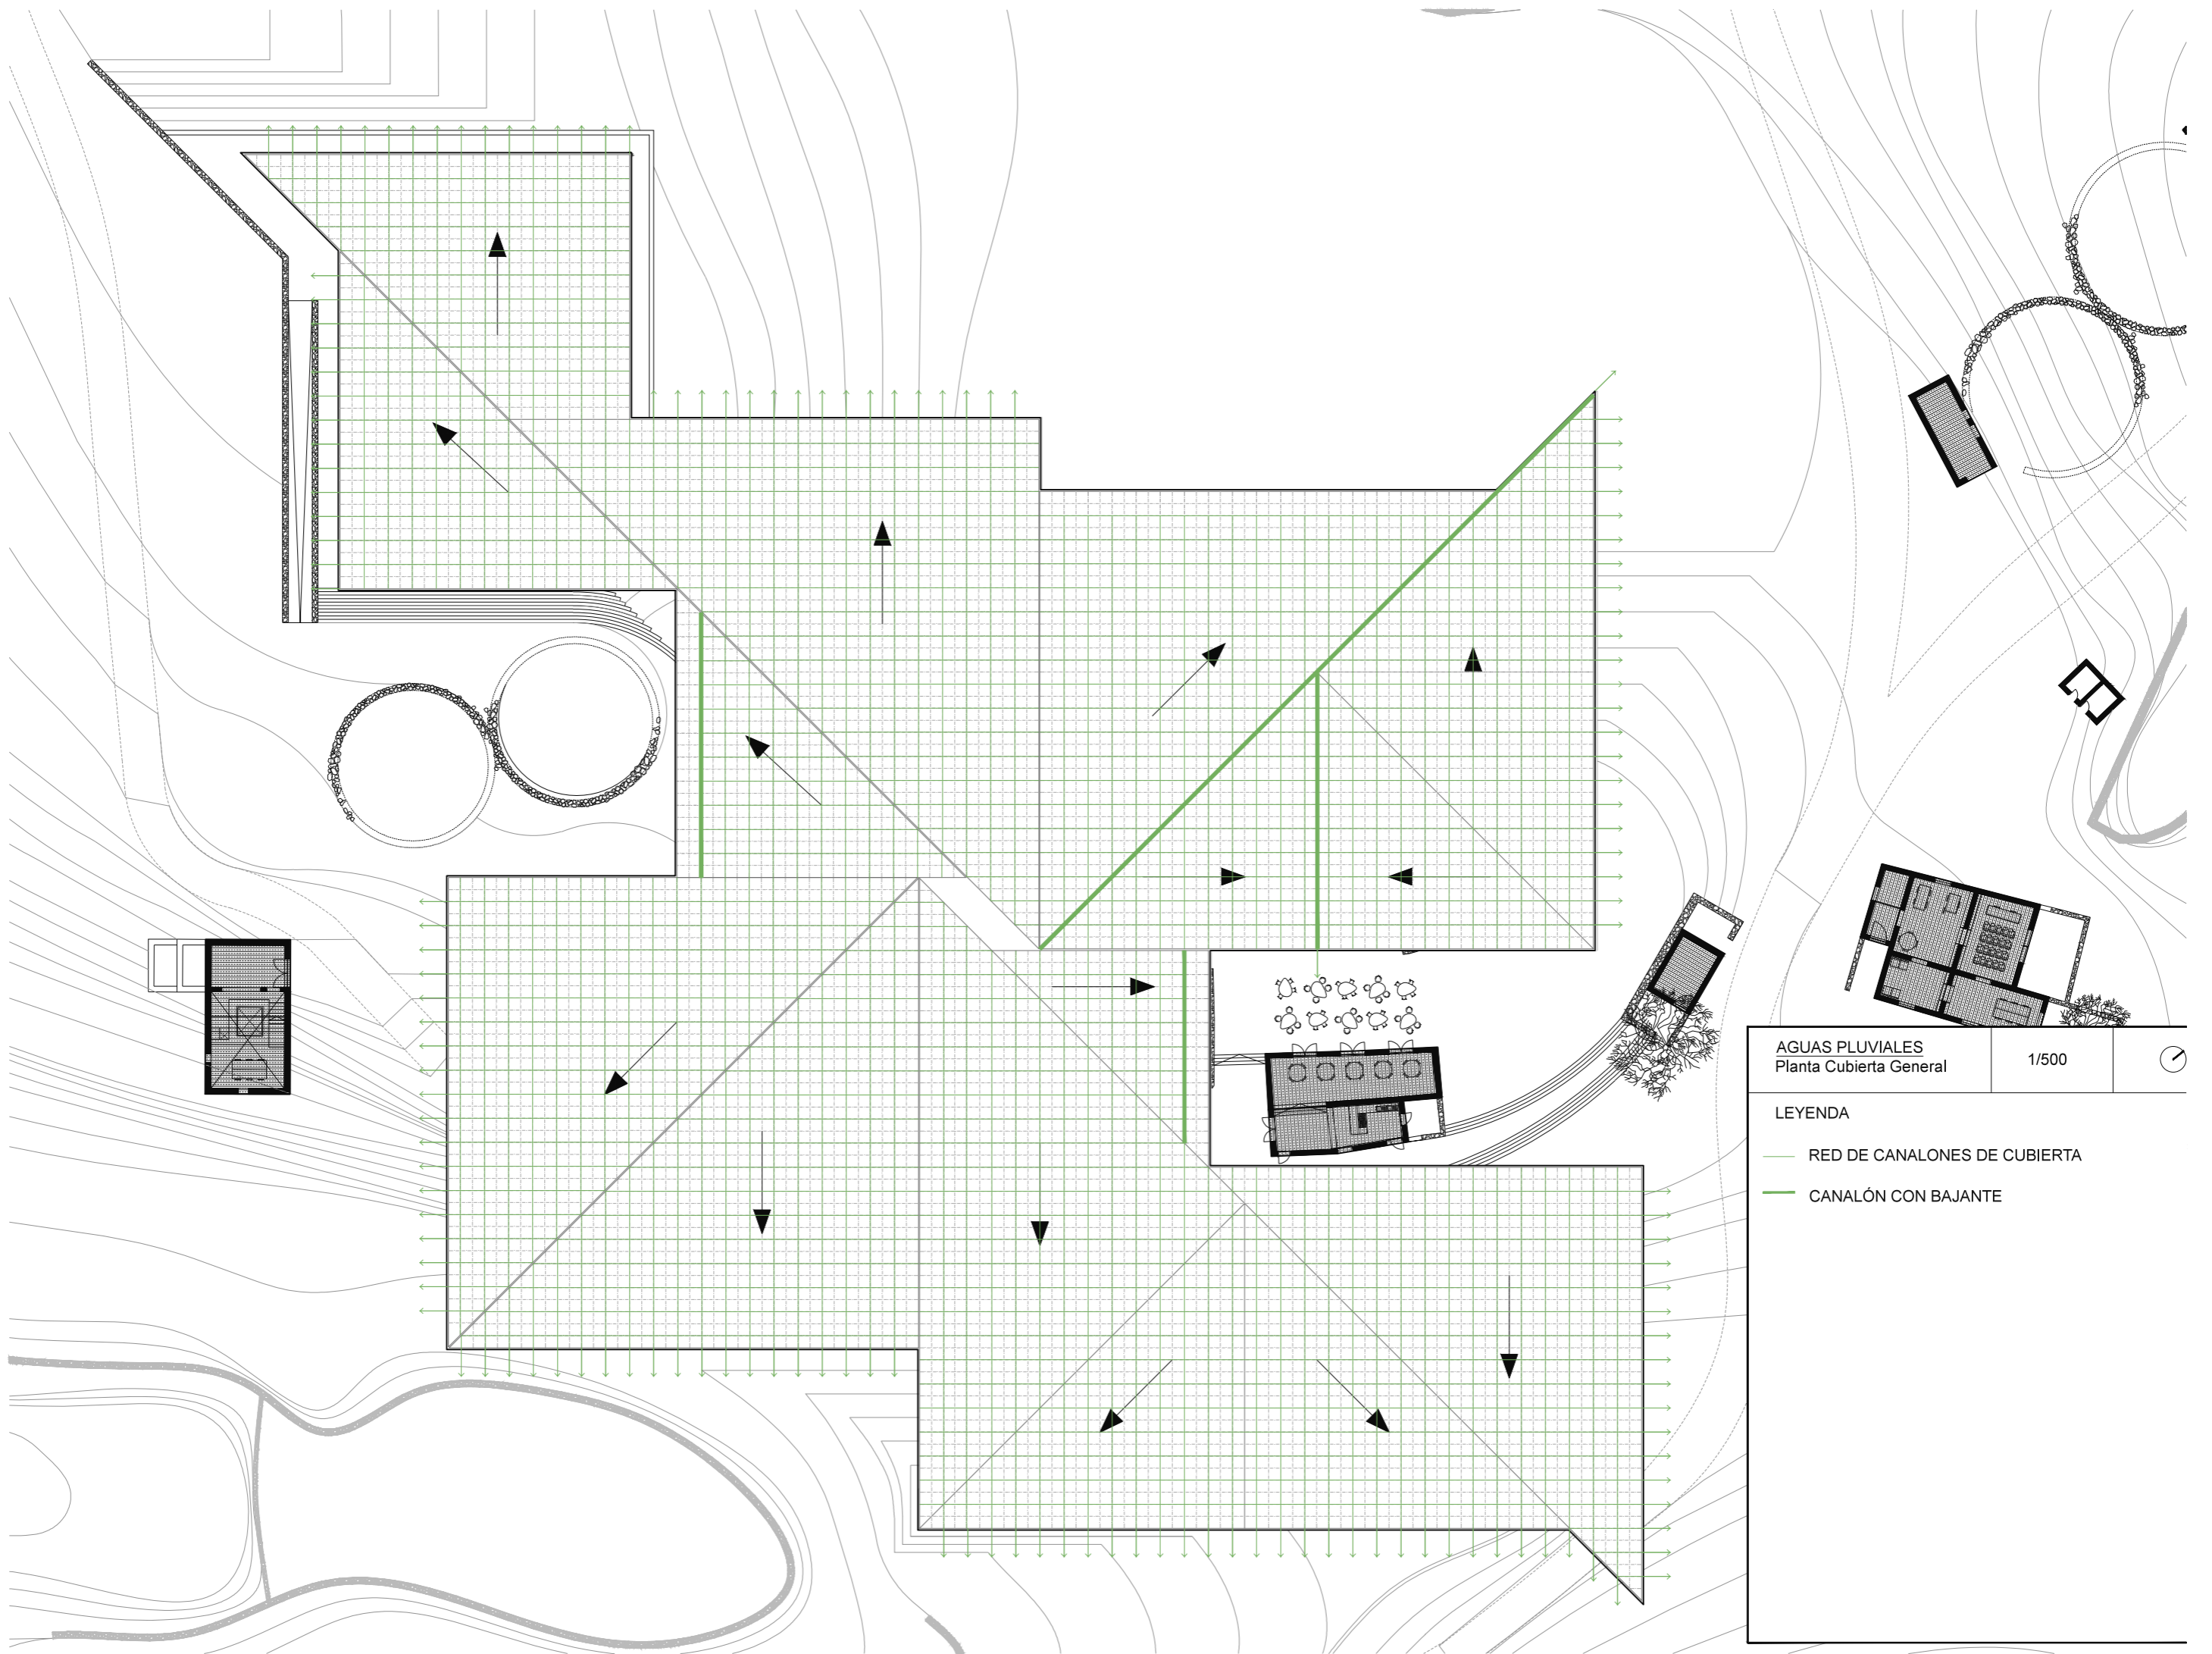 AGUAS PLUVIALES
Planta Cubierta General
1/500
LEYENDA
RED DE CANALONES DE CUBIERTA
CANALÓN CON BAJANTE